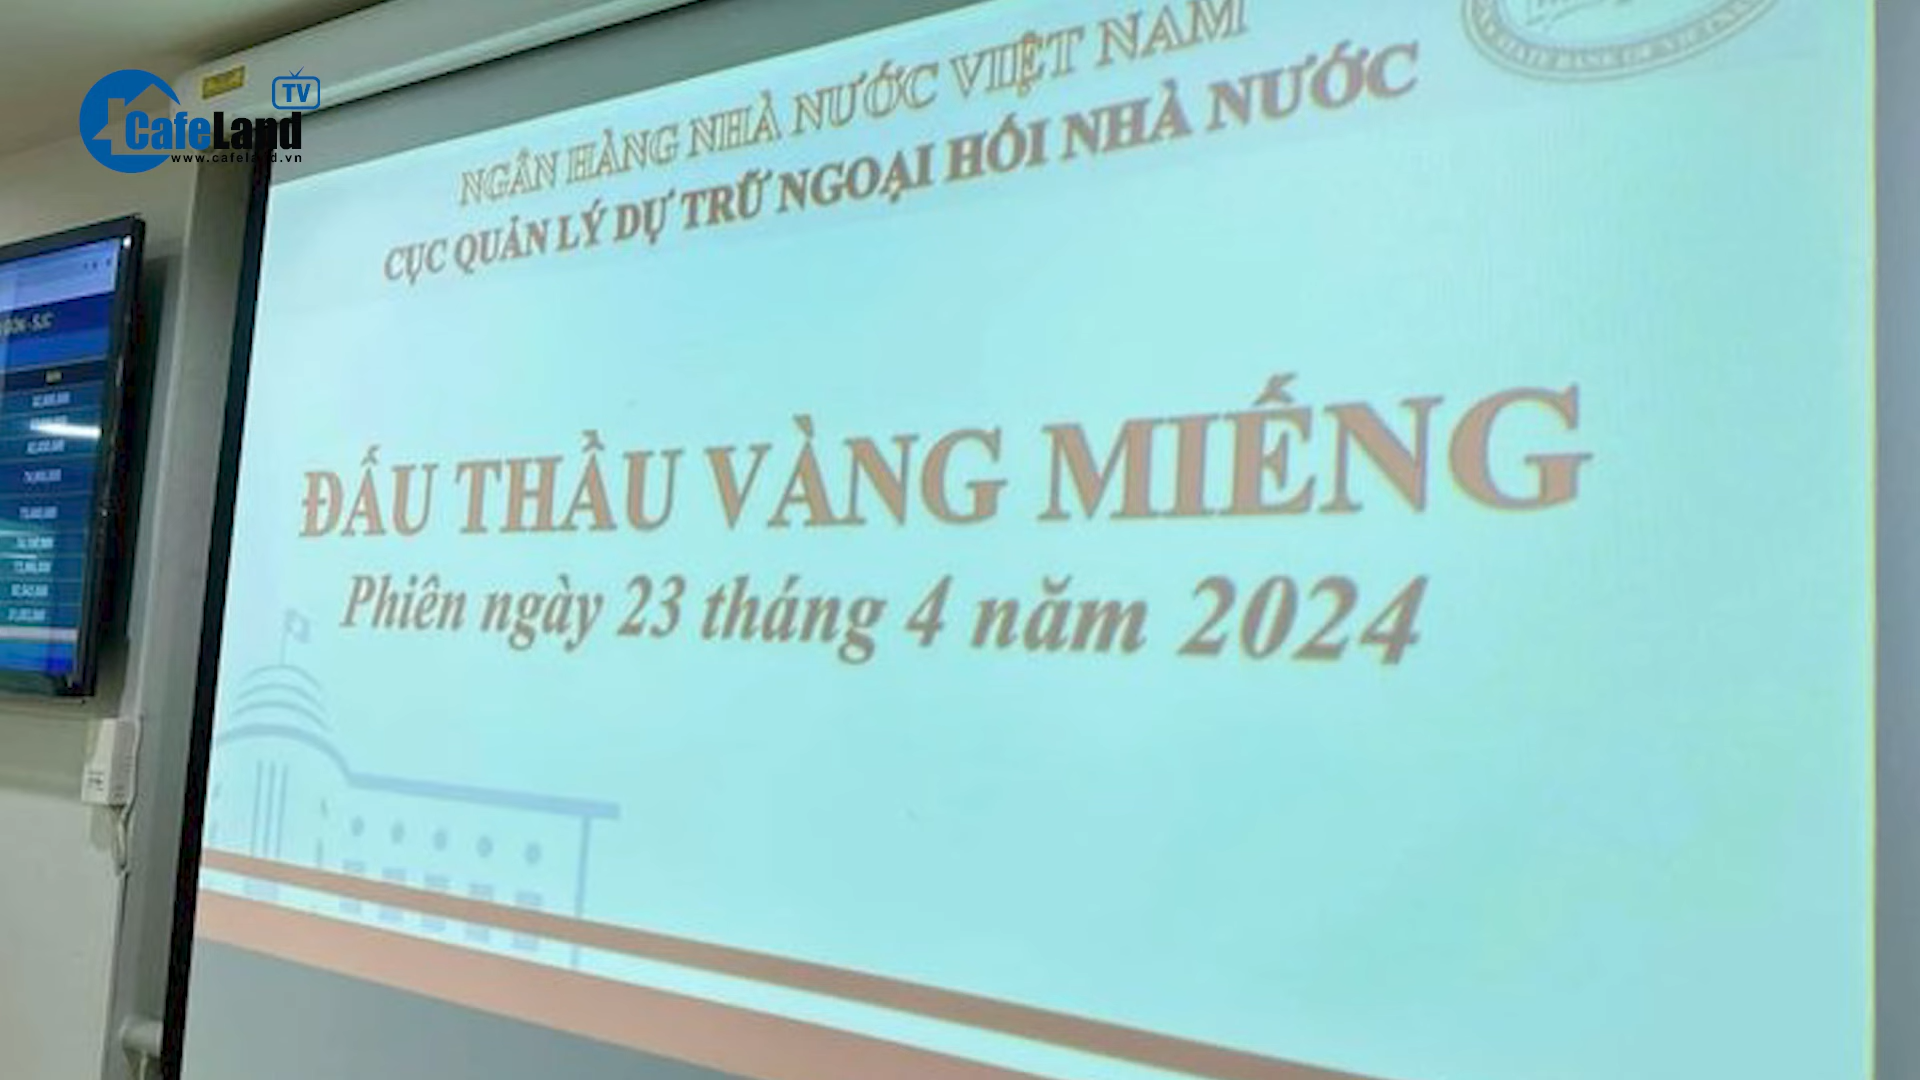 TV
CafeLand
www.cafeland.vn
NGÂN HÀNG NHÀ NƯỚC VIỆT NAM
CỤC QUẢN LÝ DỰ TRỮ NGOẠI HỐI NHÀ NƯỚC
ĐẤU THẦU VÀNG MIẾNG
Phiên ngày 23 tháng 4 năm 2024
SJC